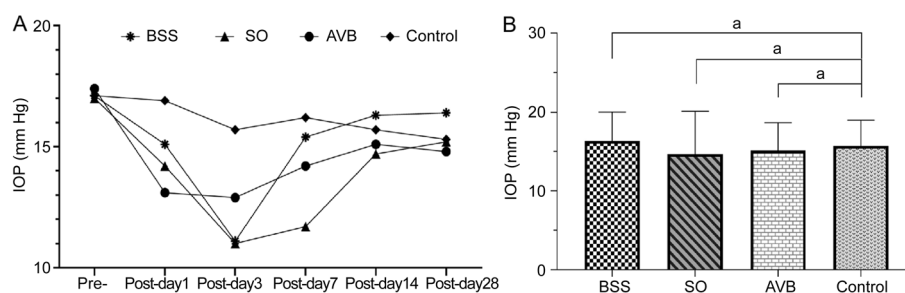 A
BSS SO AVB Control
IOP (mm Hg)
20
15
10
Pre- Post-day1 Post-day3 Post-day7 Post-day14 Post-day28
B
IOP (mm Hg)
30
20
10
0
a
a
a
BSS SO AVB Control